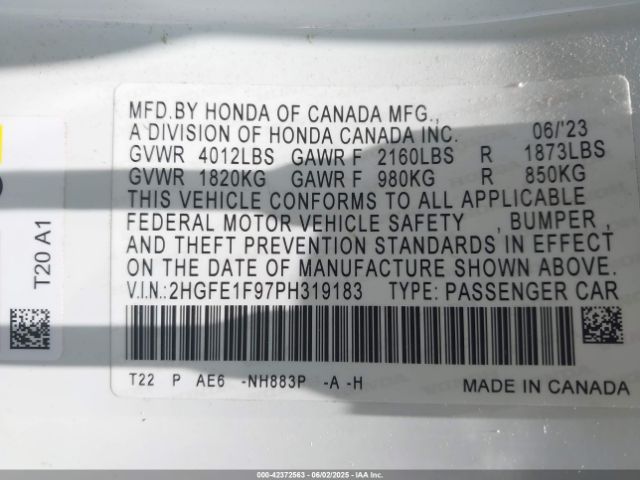 MFD.BY HONDA OF CANADA MFG.,
A DIVISION OF HONDA CANADA INC. 06/'23
GVWR 4012LBS GAWR F 2160LBS R 1873LBS
GVWR 1820KG GAWR F 980KG R 850KG
THIS VEHICLE CONFORMS TO ALL APPLICABLE
FEDERAL MOTOR VEHICLE SAFETY , BUMPER ,
AND THEFT PREVENTION STANDARDS IN EFFECT
ON THE DATE OF MANUFACTURE SHOWN ABOVE.
V.I.N.:2HGFE1F97PH319183 TYPE: PASSENGER CAR
T22 P AE6 -NH883P -A -H
MADE IN CANADA
T20 A1
000-42372563 - 06/02/2025 - IAA Inc.